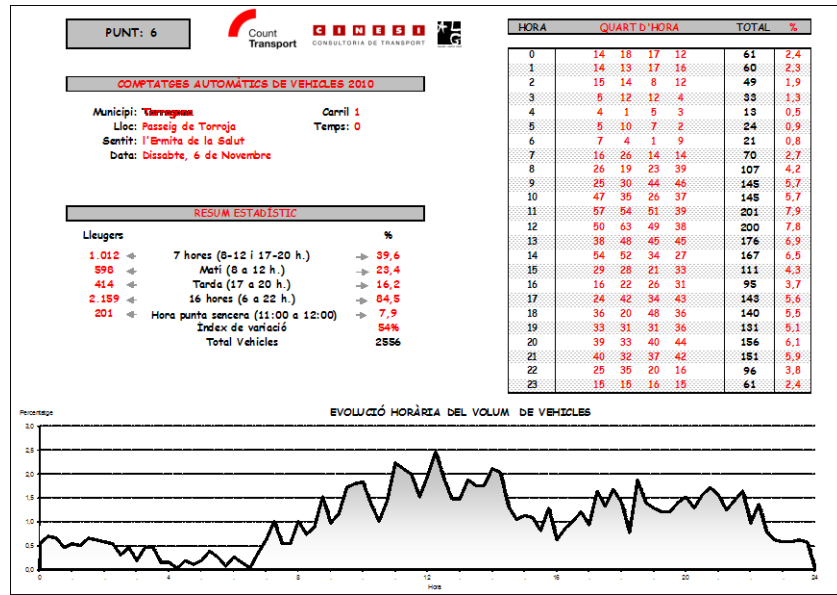 PUNT: 6
Count
Transport
CINESI
CONSULTORIA DE TRANSPORT
COMPTATGES AUTOMÀTICS DE VEHICLES 2010
Municipi: Carril 1
Lloc: Passeig de Torroja Temps: 0
Sentit: l'Ermita de la Salut
Data: Dissabte, 6 de Novembre
RESUM ESTADÍSTIC
Lleugers %
1.012 7 hores (8-12 i 17-20 h.) 39,6
598 Matí (8 a 12 h.) 23,4
414 Tarda (17 a 20 h.) 16,2
2.159 16 hores (6 a 22 h.) 84,5
201 Hora punta sencera (11:00 a 12:00) 7,9
Índex de variació 54%
Total Vehicles 2556
HORA QUART D'HORA TOTAL %
0 14 18 17 12 61 2,4
1 14 13 17 16 60 2,3
2 15 14 8 12 49 1,9
3 5 12 12 4 33 1,3
4 4 1 5 3 13 0,5
5 5 10 7 2 24 0,9
6 7 4 1 9 21 0,8
7 16 26 14 14 70 2,7
8 26 19 23 39 107 4,2
9 25 30 44 46 145 5,7
10 47 35 26 37 145 5,7
11 57 54 51 39 201 7,9
12 50 63 49 38 200 7,8
13 38 48 45 45 176 6,9
14 54 52 34 27 167 6,5
15 29 28 21 33 111 4,3
16 16 22 26 31 95 3,7
17 24 42 34 43 143 5,6
18 36 20 48 36 140 5,5
19 33 31 31 36 131 5,1
20 39 33 40 44 156 6,1
21 40 32 37 42 151 5,9
22 25 35 20 16 96 3,8
23 15 15 16 15 61 2,4
EVOLUCIÓ HORÀRIA DEL VOLUM DE VEHICLES
Percentatge
3,0
2,5
2,0
1,5
1,0
0,5
0,0
0 4 8 12 16 20 24
Hora